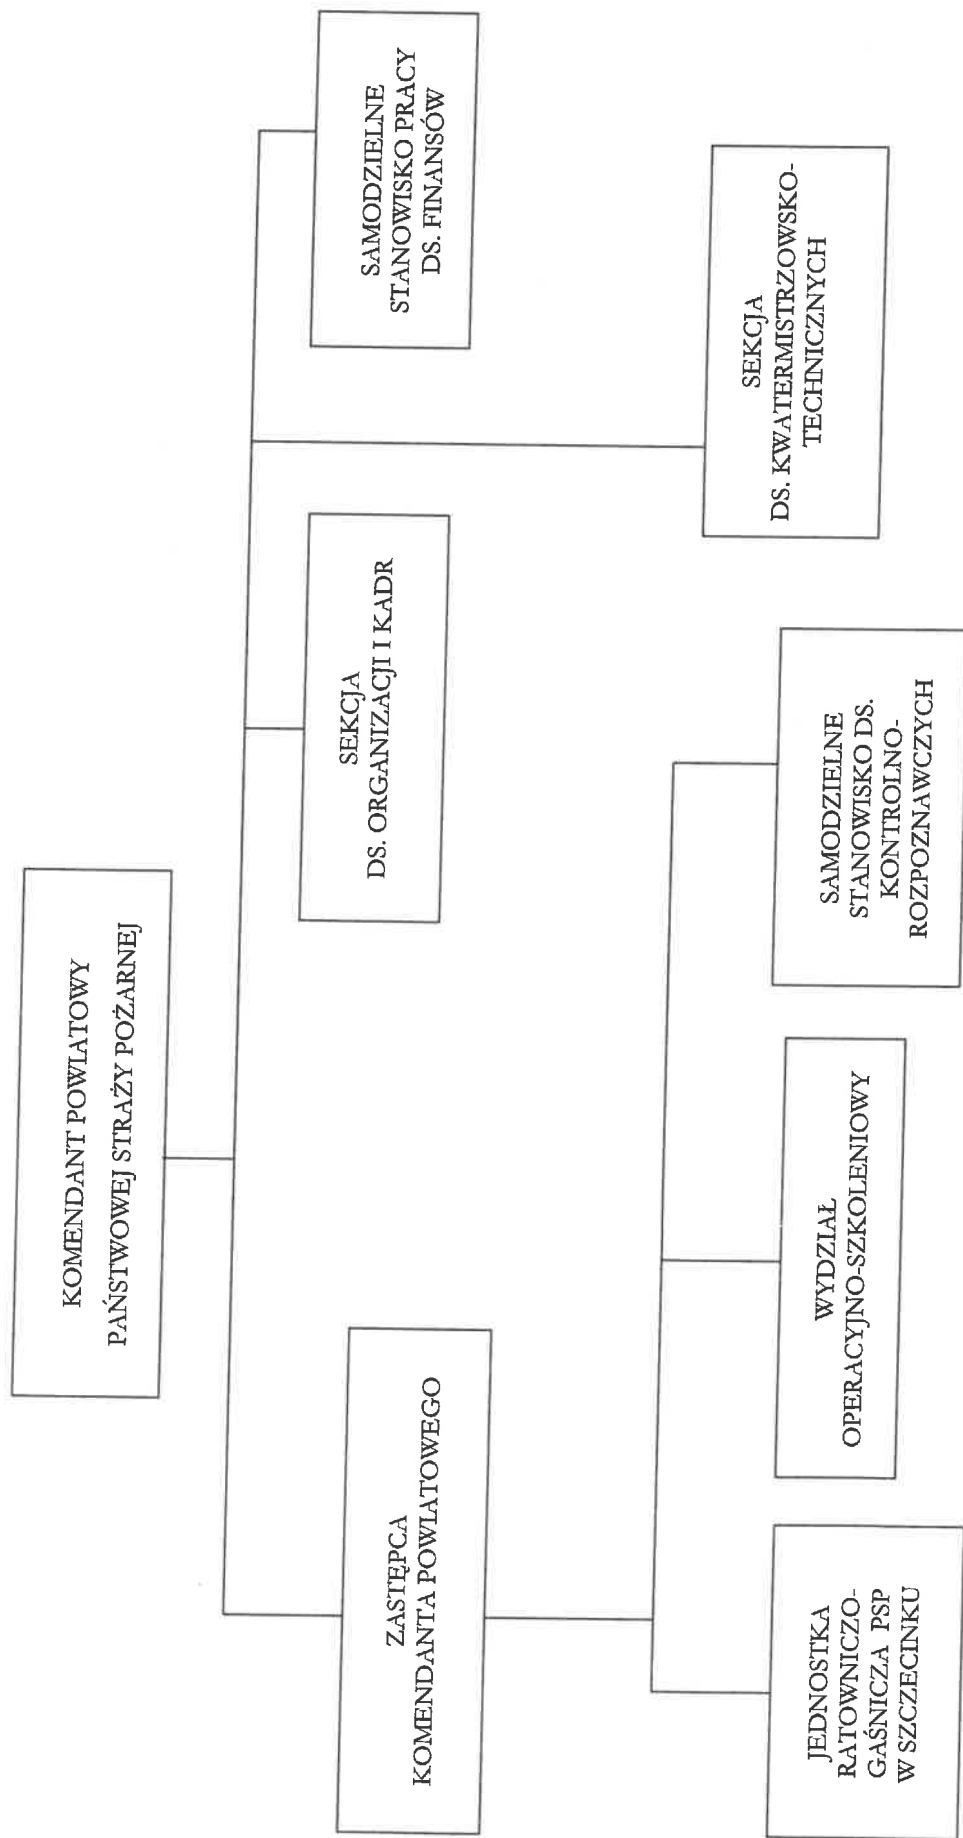 KOMENDANT POWIATOWY
PAŃSTWOWEJ STRAŻY POŻARNEJ
ZASTĘPCA
KOMENDANTA POWIATOWEGO
SEKCJA
DS. ORGANIZACJI I KADR
SAMODZIELNE
STANOWISKO PRACY
DS. FINANSÓW
JEDNOSTKA
RATOWNICZO-
GAŚNICZA PSP
W SZCZECINKU
WYDZIAŁ
OPERACYJNO-SZKOLENIOWY
SAMODZIELNE
STANOWISKO DS.
KONTROLNO-
ROZPOZNAWCZYCH
SEKCJA
DS. KWATERMISTRZOWSKO-
TECHNICZNYCH